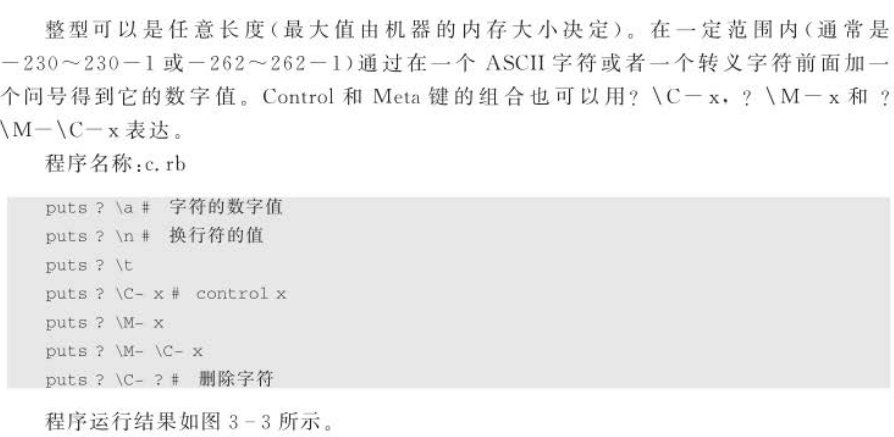 整型可以是任意长度(最大值由机器的内存大小决定)。在一定范围内(通常是
－230～230－1或－262～262－1)通过在一个 ASCII 字符或者一个转义字符前面加一
个问号得到它的数字值。Control 和 Meta 键的组合也可以用? \C－x, ? \M－x 和 ?
\M－\C－x 表达。
程序名称:c.rb
puts ? \a # 字符的数字值
puts ? \n # 换行符的值
puts ? \t
puts ? \C- x # control x
puts ? \M- x
puts ? \M- \C- x
puts ? \C- ? # 删除字符
程序运行结果如图 3-3 所示。